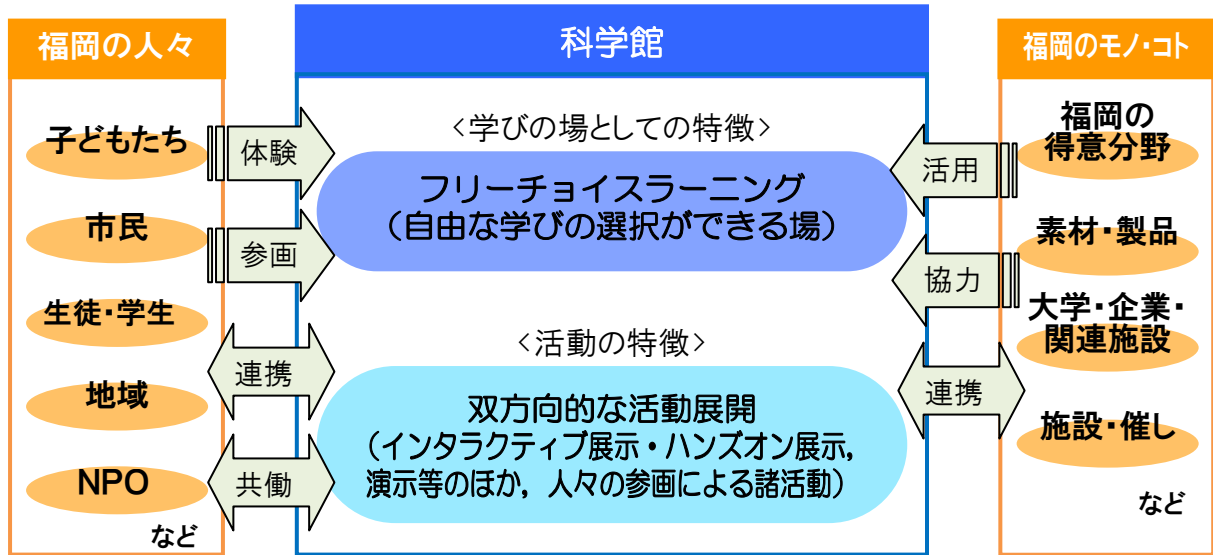 福岡の人々
子どもたち
市民
生徒・学生
地域
NPO
など
体験
参画
連携
共働
科学館
<学びの場としての特徴>
フリーチョイスラーニング
(自由な学びの選択ができる場)
<活動の特徴>
双方向的な活動展開
(インタラクティブ展示・ハンズオン展示,
演示等のほか,人々の参画による諸活動)
活用
協力
連携
福岡のモノ・コト
福岡の
得意分野
素材・製品
大学・企業・
関連施設
施設・催し
など